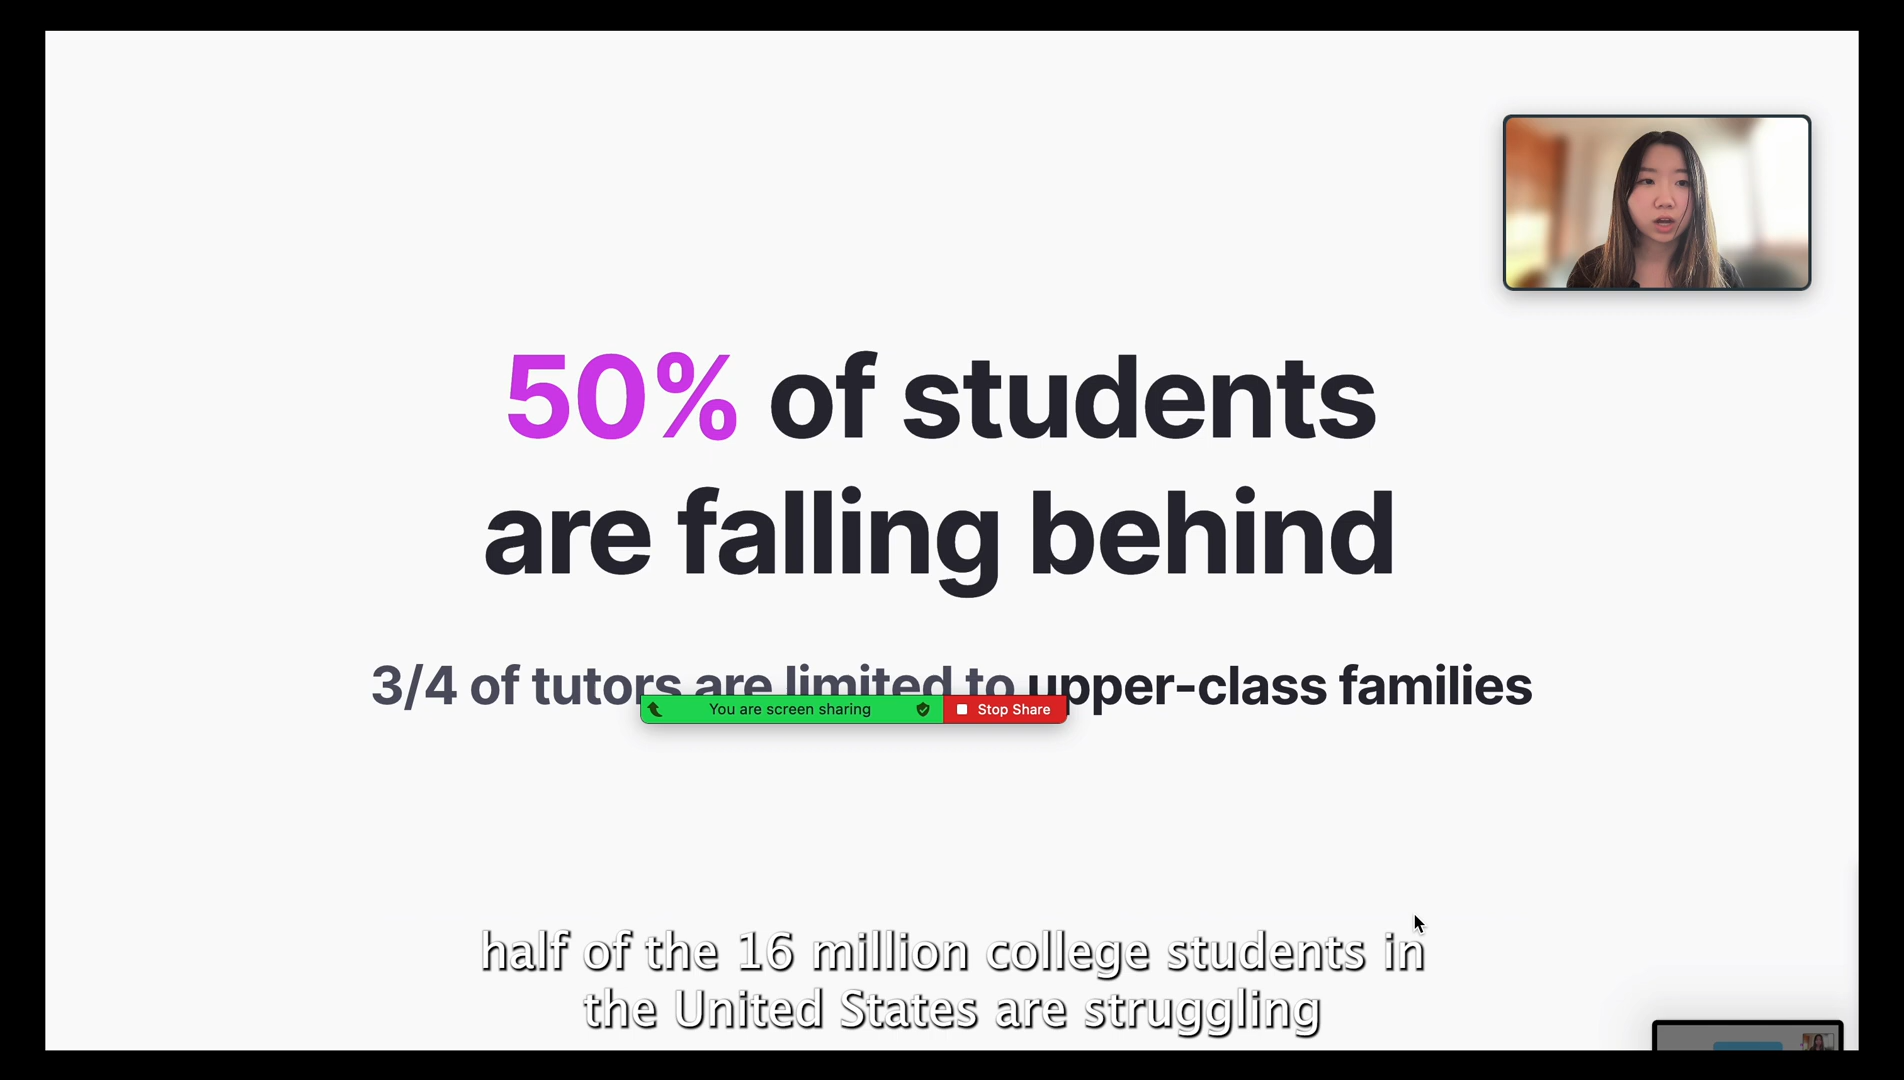 50% of students
are falling behind
3/4 of tutors are limited to upper-class families
You are screen sharing
Stop Share
half of the 16 million college students in
the United States are struggling